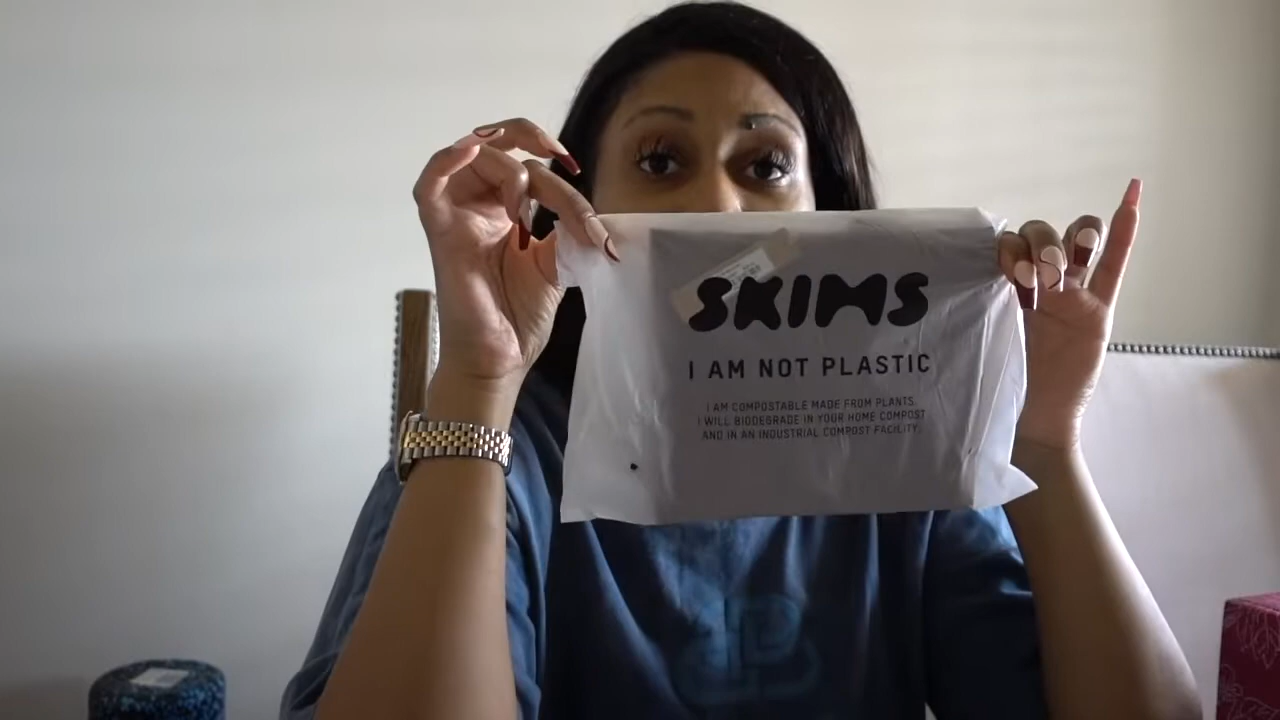 SKIMS
I AM NOT PLASTIC
I AM COMPOSTABLE MADE FROM PLANTS.
I WILL BIODEGRADE IN YOUR HOME COMPOST
AND IN AN INDUSTRIAL COMPOST FACILITY.